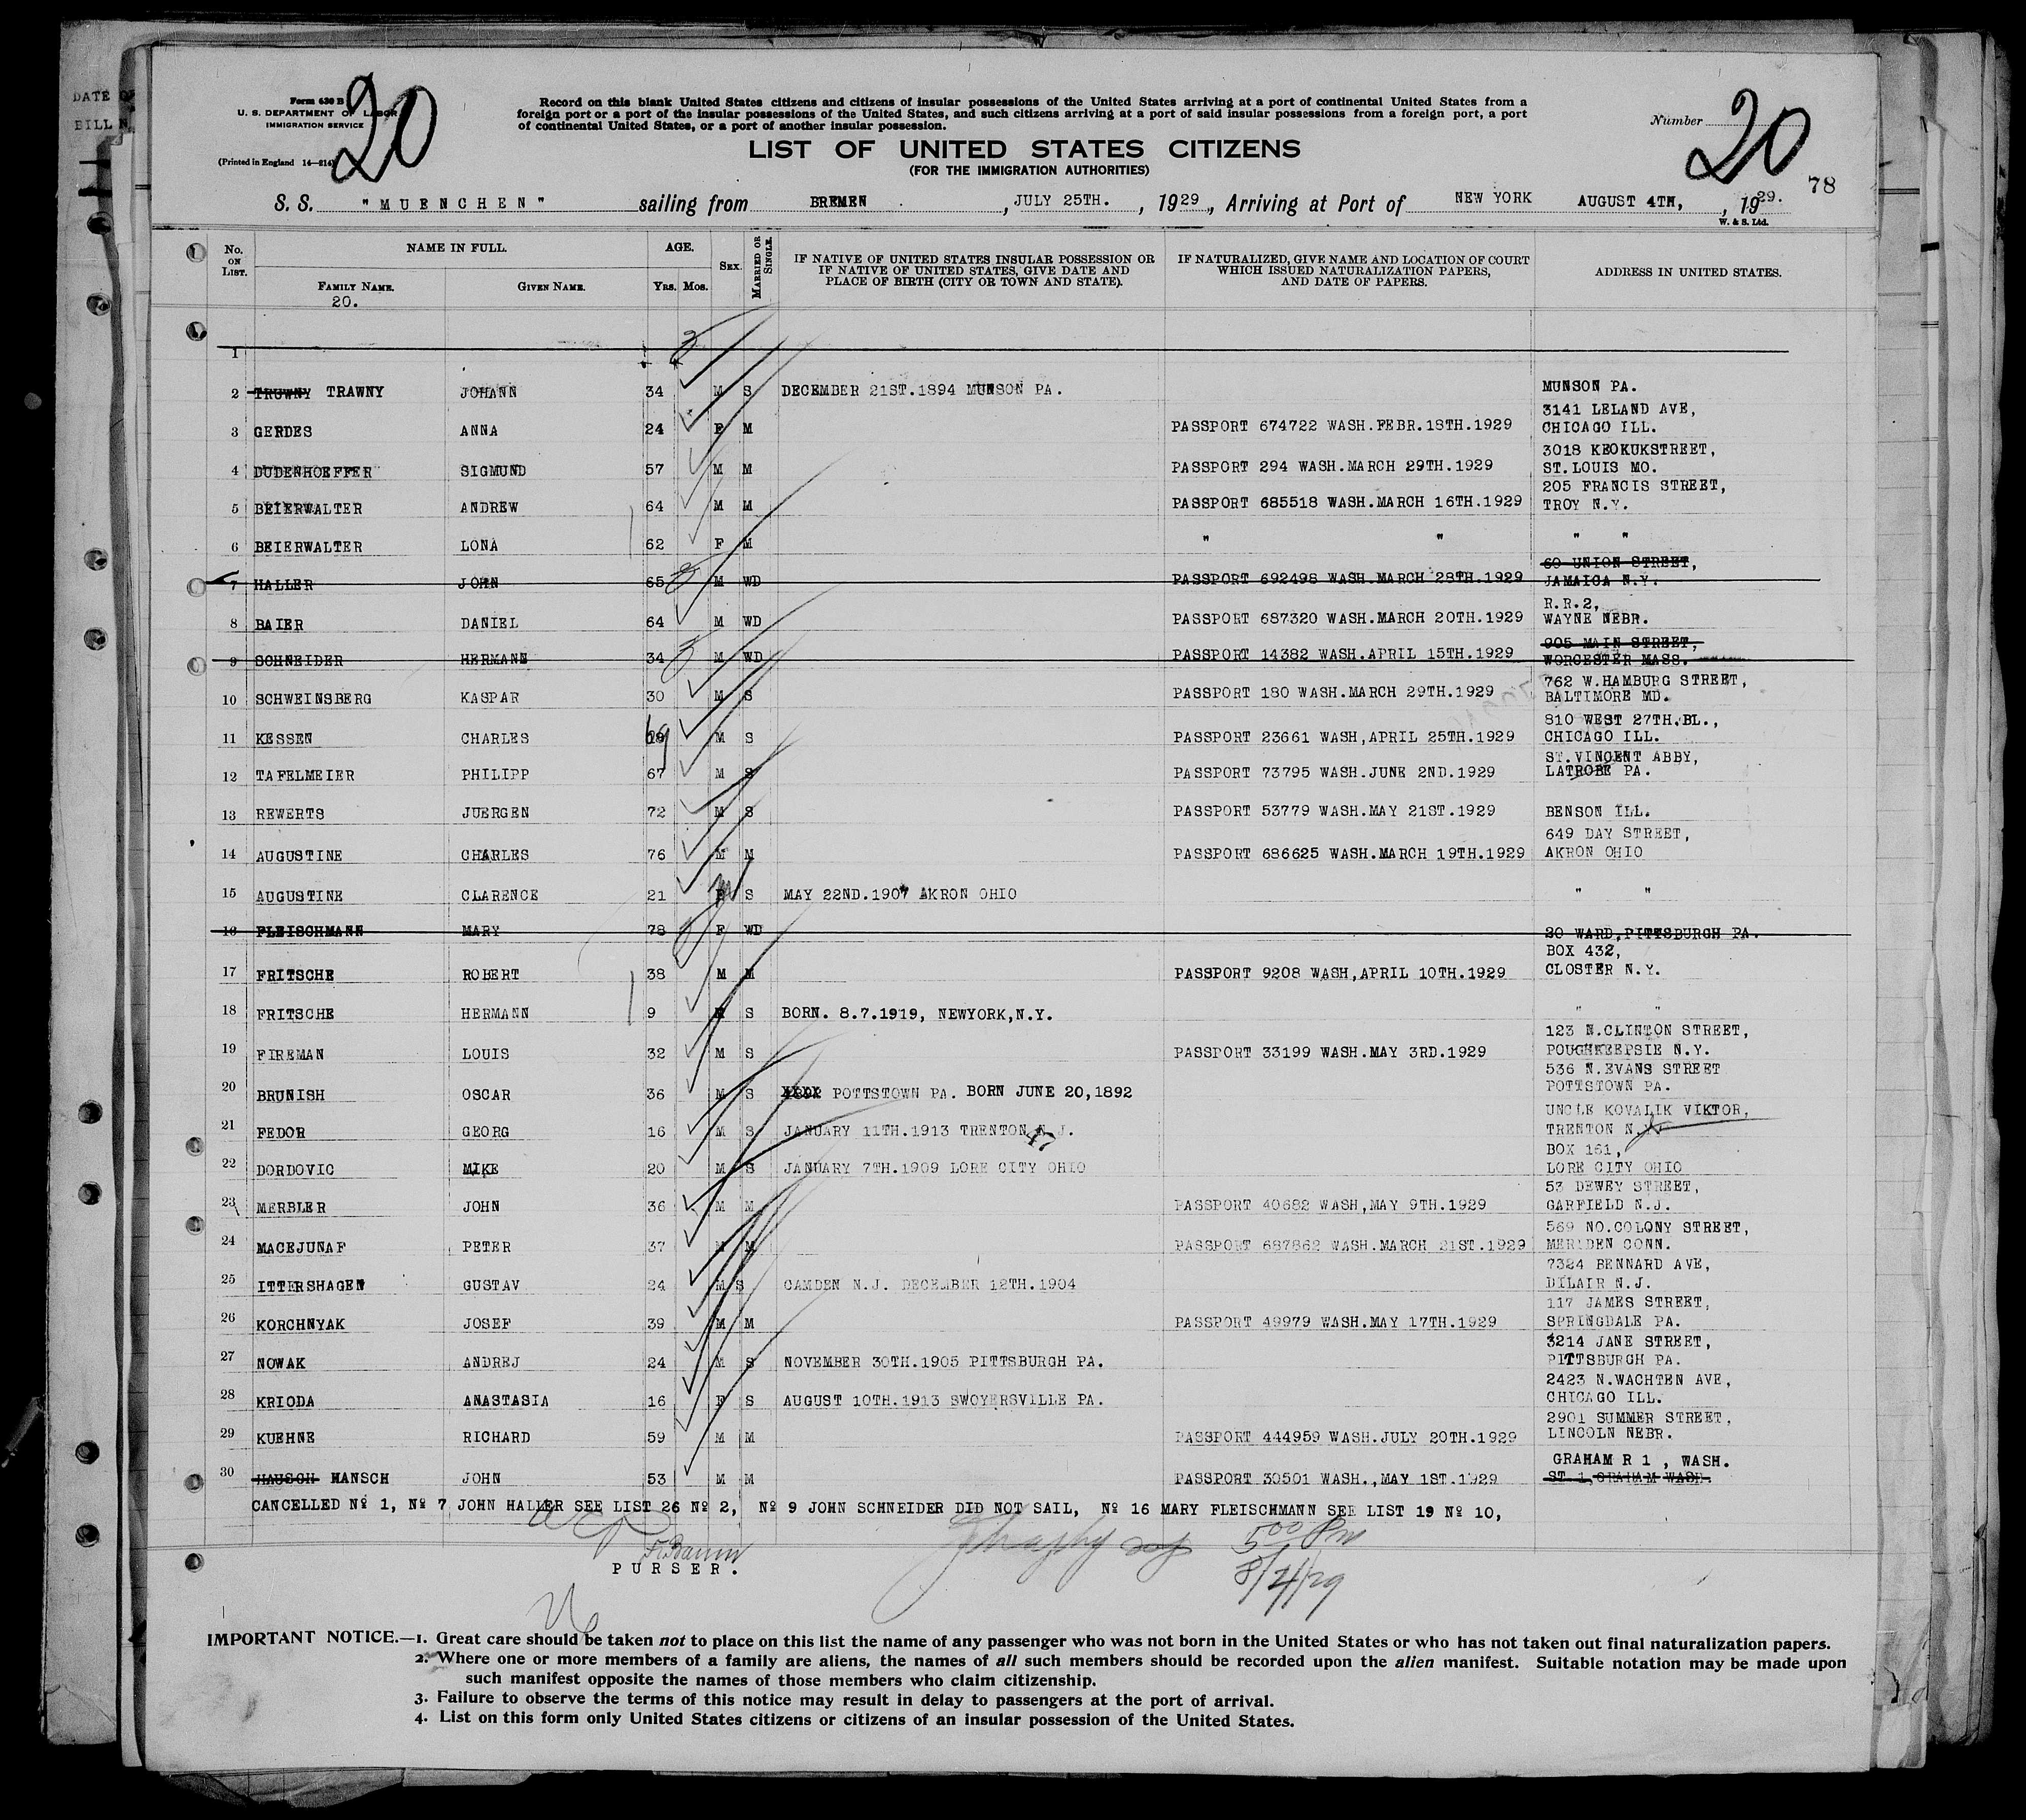 DATE OF
BILL N
20
Form 630 B
U. S. DEPARTMENT OF LABOR
IMMIGRATION SERVICE
(Printed in England 14—214)
Record on this blank United States citizens and citizens of insular possessions of the United States arriving at a port of continental United States from a
foreign port or a port of the insular possessions of the United States, and such citizens arriving at a port of said insular possessions from a foreign port, a port
of continental United States, or a port of another insular possession.
LIST OF UNITED STATES CITIZENS
(FOR THE IMMIGRATION AUTHORITIES)
Number 20
78
S. S. "MUENCHEN" sailing from BREMEN , JULY 25TH. , 1929, Arriving at Port of NEW YORK AUGUST 4TH, , 1929.
W. & S. Ltd.
No. ON LIST. NAME IN FULL. AGE. SEX. MARRIED OR SINGLE. IF NATIVE OF UNITED STATES INSULAR POSSESSION OR IF NATIVE OF UNITED STATES, GIVE DATE AND PLACE OF BIRTH (CITY OR TOWN AND STATE). IF NATURALIZED, GIVE NAME AND LOCATION OF COURT WHICH ISSUED NATURALIZATION PAPERS, AND DATE OF PAPERS. ADDRESS IN UNITED STATES.
FAMILY NAME. GIVEN NAME. Yrs. Mos.
20.
1
2 TROWNY TRAWNY JOHANN 34 M S DECEMBER 21ST.1894 MUNSON PA. MUNSON PA.
3141 LELAND AVE,
3 GERDES ANNA 24 F M PASSPORT 674722 WASH.FEBR.18TH.1929 CHICAGO ILL.
3018 KEOKUKSTREET,
4 DUDENHOEFFER SIGMUND 57 M M PASSPORT 294 WASH.MARCH 29TH.1929 ST.LOUIS MO.
205 FRANCIS STREET,
5 BEIERWALTER ANDREW 64 M M PASSPORT 685518 WASH.MARCH 16TH.1929 TROY N.Y.
6 BEIERWALTER LONA 62 F M " " " "
60 UNION STREET,
7 HALLER JOHN 65 M WD PASSPORT 692498 WASH.MARCH 28TH.1929 JAMAICA N.Y.
R.R.2,
8 BAIER DANIEL 64 M WD PASSPORT 687320 WASH.MARCH 20TH.1929 WAYNE NEBR.
905 MAIN STREET,
9 SCHNEIDER HERMANN 34 M WD PASSPORT 14382 WASH.APRIL 15TH.1929 WORCESTER MASS.
762 W.HAMBURG STREET,
10 SCHWEINSBERG KASPAR 30 M S PASSPORT 180 WASH.MARCH 29TH.1929 BALTIMORE MD.
810 WEST 27TH.BL.,
11 KESSEN CHARLES 69 M S PASSPORT 23661 WASH,APRIL 25TH.1929 CHICAGO ILL.
ST.VINCENT ABBY,
12 TAFELMEIER PHILIPP 67 M S PASSPORT 73795 WASH.JUNE 2ND.1929 LATROBE PA.
13 REWERTS JUERGEN 72 M S PASSPORT 53779 WASH.MAY 21ST.1929 BENSON ILL.
649 DAY STREET,
14 AUGUSTINE CHARLES 76 M M PASSPORT 686625 WASH.MARCH 19TH.1929 AKRON OHIO
15 AUGUSTINE CLARENCE 21 F M S MAY 22ND.1907 AKRON OHIO " "
16 FLEISCHMANN MARY 78 F WD 20 WARD,PITTSBURGH PA.
BOX 432,
17 FRITSCHE ROBERT 38 M M PASSPORT 9208 WASH,APRIL 10TH.1929 CLOSTER N.Y.
18 FRITSCHE HERMANN 9 M S BORN. 8.7.1919, NEWYORK,N.Y. " "
123 N.CLINTON STREET,
19 FIREMAN LOUIS 32 M S PASSPORT 33199 WASH.MAY 3RD.1929 POUGHKEEPSIE N.Y.
536 N.EVANS STREET
20 BRUNISH OSCAR 36 M S POTTSTOWN PA. BORN JUNE 20,1892 POTTSTOWN PA.
UNCLE KOVALIK VIKTOR,
21 FEDOR GEORG 16 M S JANUARY 11TH.1913 TRENTON N.J. TRENTON N.
BOX 161,
22 DORDOVIC MIKE 20 M S JANUARY 7TH.1909 LORE CITY OHIO LORE CITY OHIO
53 DEWEY STREET,
23 MERBLER JOHN 36 M M PASSPORT 40682 WASH,MAY 9TH.1929 GARFIELD N.J.
569 NO.COLONY STREET,
24 MACEJUNAF PETER 37 M M PASSPORT 687862 WASH.MARCH 21ST.1929 MERIDEN CONN.
7324 BENNARD AVE,
25 ITTERSHAGEN GUSTAV 24 M S CAMDEN N.J. DECEMBER 12TH.1904 DILAIR N.J.
117 JAMES STREET,
26 KORCHNYAK JOSEF 39 M M PASSPORT 49979 WASH.MAY 17TH.1929 SPRINGDALE PA.
3214 JANE STREET,
27 NOWAK ANDREJ 24 M S NOVEMBER 30TH.1905 PITTSBURGH PA. PITTSBURGH PA.
2423 N.WACHTEN AVE,
28 KRIODA ANASTASIA 16 F S AUGUST 10TH.1913 SWOYERSVILLE PA. CHICAGO ILL.
2901 SUMMER STREET,
29 KUEHNE RICHARD 59 M M PASSPORT 444959 WASH.JULY 20TH.1929 LINCOLN NEBR.
GRAHAM R 1 , WASH.
30 HAUSCH HANSCH JOHN 53 M M PASSPORT 30501 WASH.,MAY 1ST.1929 ST 1,GRAHAM WASH.
CANCELLED Nº 1, Nº 7 JOHN HALLER SEE LIST 26 Nº 2, Nº 9 JOHN SCHNEIDER DID NOT SAIL, Nº 16 MARY FLEISCHMANN SEE LIST 19 Nº 10,
5 00 Pm
8/4/29
PURSER.
IMPORTANT NOTICE.—1. Great care should be taken not to place on this list the name of any passenger who was not born in the United States or who has not taken out final naturalization papers.
2. Where one or more members of a family are aliens, the names of all such members should be recorded upon the alien manifest. Suitable notation may be made upon
such manifest opposite the names of those members who claim citizenship.
3. Failure to observe the terms of this notice may result in delay to passengers at the port of arrival.
4. List on this form only United States citizens or citizens of an insular possession of the United States.